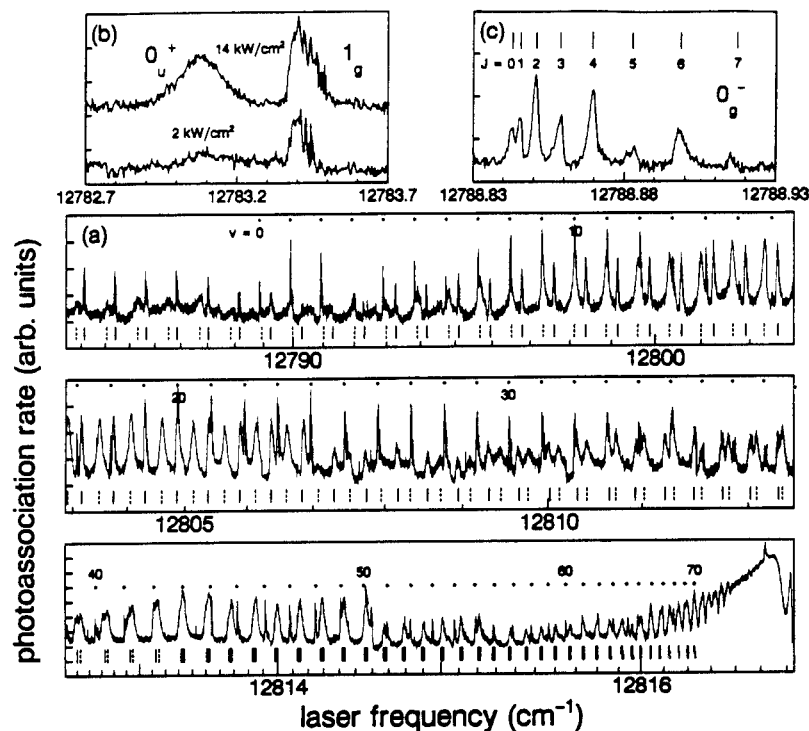 (b)
0u+
14 kW/cm²
1g
2 kW/cm²
12782.7 12783.2 12783.7
(c)
J = 0 1 2 3 4 5 6 7
0g-
12788.83 12788.88 12788.93
(a)
v = 0 10
12790 12800
20 30
12805 12810
40 50 60 70
12814 12816
photoassociation rate (arb. units)
laser frequency (cm⁻¹)